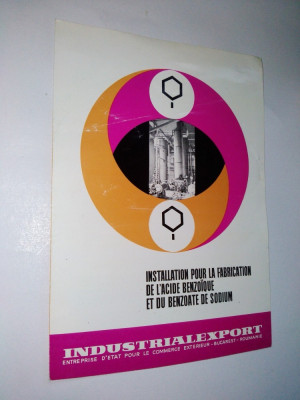 INSTALLATION POUR LA FABRICATION
DE L'ACIDE BENZOÏQUE
ET DU BENZOATE DE SODIUM
INDUSTRIALEXPORT
ENTREPRISE D'ETAT POUR LE COMMERCE EXTERIEUR - BUCAREST - ROUMANIE